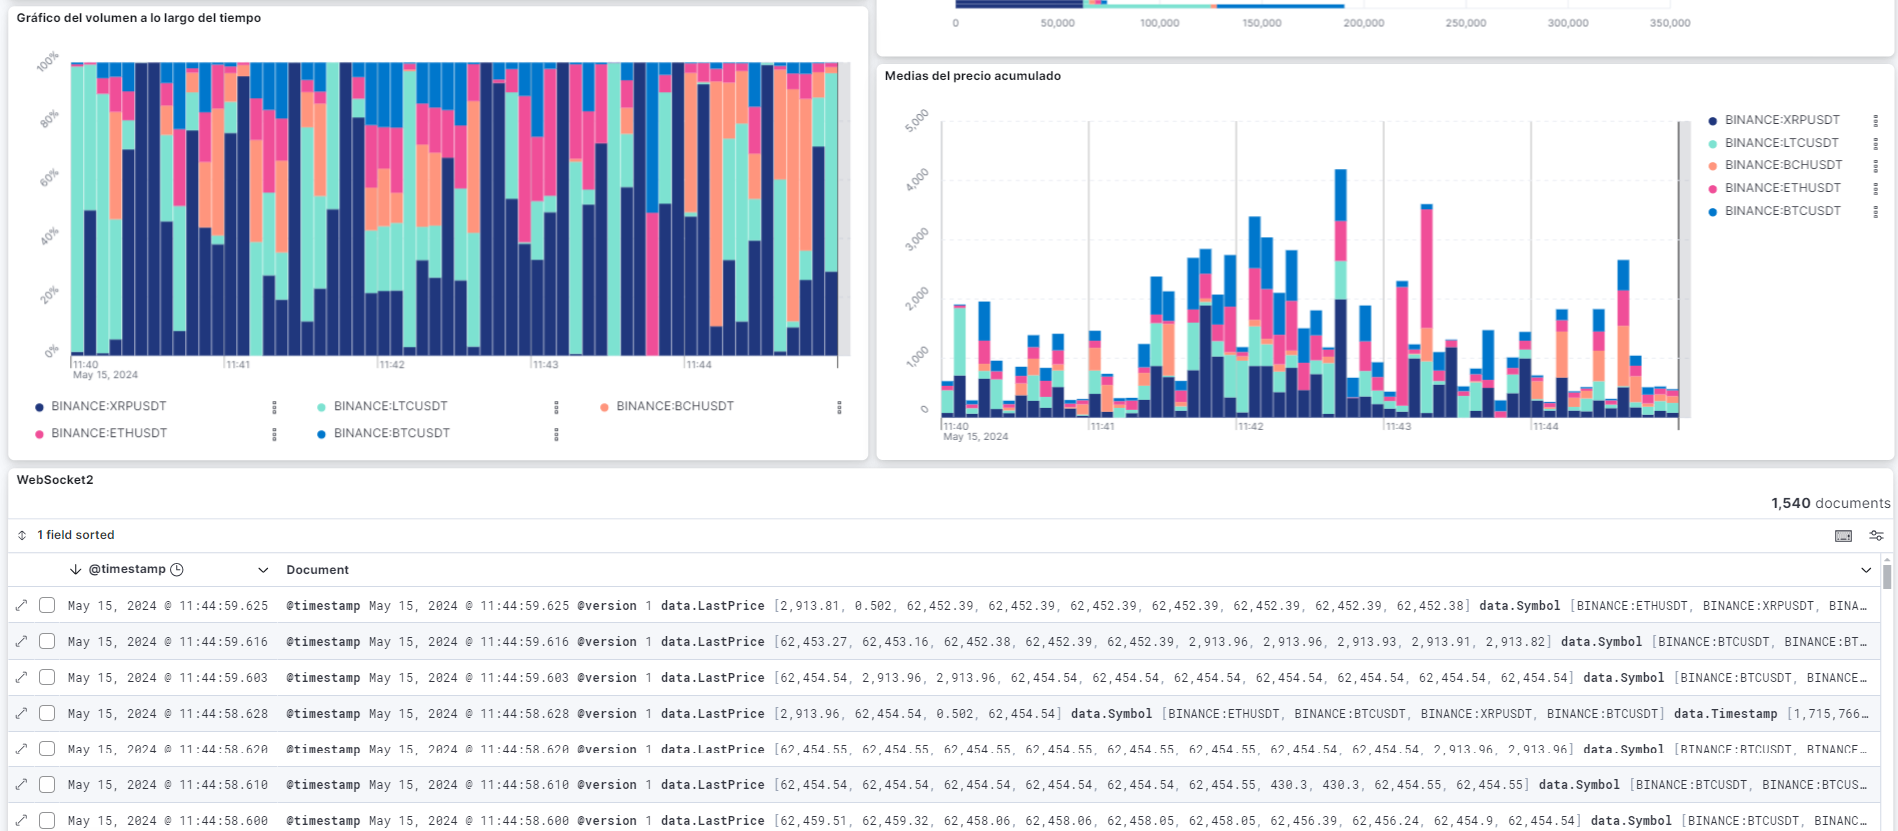 Gráfico del volumen a lo largo del tiempo
100%
80%
60%
40%
20%
0%
11:40
11:41
11:42
11:43
11:44
May 15, 2024
BINANCE:XRPUSDT
BINANCE:LTCUSDT
BINANCE:BCHUSDT
BINANCE:ETHUSDT
BINANCE:BTCUSDT
0
50,000
100,000
150,000
200,000
250,000
300,000
350,000
Medias del precio acumulado
5,000
4,000
3,000
2,000
1,000
0
11:40
11:41
11:42
11:43
11:44
May 15, 2024
BINANCE:XRPUSDT
BINANCE:LTCUSDT
BINANCE:BCHUSDT
BINANCE:ETHUSDT
BINANCE:BTCUSDT
WebSocket2
1,540 documents
1 field sorted
@timestamp Document
May 15, 2024 @ 11:44:59.625 @timestamp May 15, 2024 @ 11:44:59.625 @version 1 data.LastPrice [2,913.81, 0.502, 62,452.39, 62,452.39, 62,452.39, 62,452.39, 62,452.39, 62,452.38] data.Symbol [BINANCE:ETHUSDT, BINANCE:XRPUSDT, BINA…
May 15, 2024 @ 11:44:59.616 @timestamp May 15, 2024 @ 11:44:59.616 @version 1 data.LastPrice [62,453.27, 62,453.16, 62,452.38, 62,452.39, 62,452.39, 2,913.96, 2,913.96, 2,913.93, 2,913.91, 2,913.82] data.Symbol [BINANCE:BTCUSDT, BINANCE:BT…
May 15, 2024 @ 11:44:59.603 @timestamp May 15, 2024 @ 11:44:59.603 @version 1 data.LastPrice [62,454.54, 2,913.96, 2,913.96, 62,454.54, 62,454.54, 62,454.54, 62,454.54, 62,454.54, 62,454.54, 62,454.54] data.Symbol [BINANCE:BTCUSDT, BINANCE…
May 15, 2024 @ 11:44:58.628 @timestamp May 15, 2024 @ 11:44:58.628 @version 1 data.LastPrice [2,913.96, 62,454.54, 0.502, 62,454.54] data.Symbol [BINANCE:ETHUSDT, BINANCE:BTCUSDT, BINANCE:XRPUSDT, BINANCE:BTCUSDT] data.Timestamp [1,715,766…
May 15, 2024 @ 11:44:58.620 @timestamp May 15, 2024 @ 11:44:58.620 @version 1 data.LastPrice [62,454.55, 62,454.55, 62,454.55, 62,454.55, 62,454.55, 62,454.55, 62,454.54, 62,454.54, 2,913.96, 2,913.96] data.Symbol [BINANCE:BTCUSDT, BINANCE…
May 15, 2024 @ 11:44:58.610 @timestamp May 15, 2024 @ 11:44:58.610 @version 1 data.LastPrice [62,454.54, 62,454.54, 62,454.54, 62,454.54, 62,454.54, 62,454.55, 430.3, 430.3, 62,454.55, 62,454.55] data.Symbol [BINANCE:BTCUSDT, BINANCE:BTCUS…
May 15, 2024 @ 11:44:58.600 @timestamp May 15, 2024 @ 11:44:58.600 @version 1 data.LastPrice [62,459.51, 62,459.32, 62,458.06, 62,458.06, 62,458.05, 62,458.05, 62,456.39, 62,456.24, 62,454.9, 62,454.54] data.Symbol [BINANCE:BTCUSDT, BINANC…